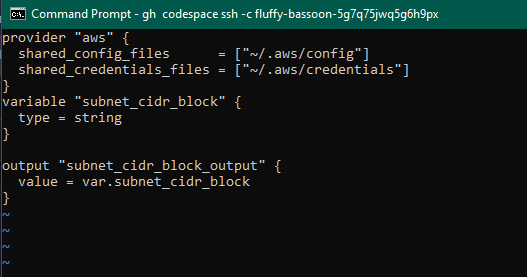 Command Prompt - gh  codespace ssh -c fluffy-bassoon-5g7q75jwq5g6h9px
provider "aws" {
  shared_config_files      = ["~/.aws/config"]
  shared_credentials_files = ["~/.aws/credentials"]
}
variable "subnet_cidr_block" {
  type = string
}

output "subnet_cidr_block_output" {
  value = var.subnet_cidr_block
}
~
~
~
~